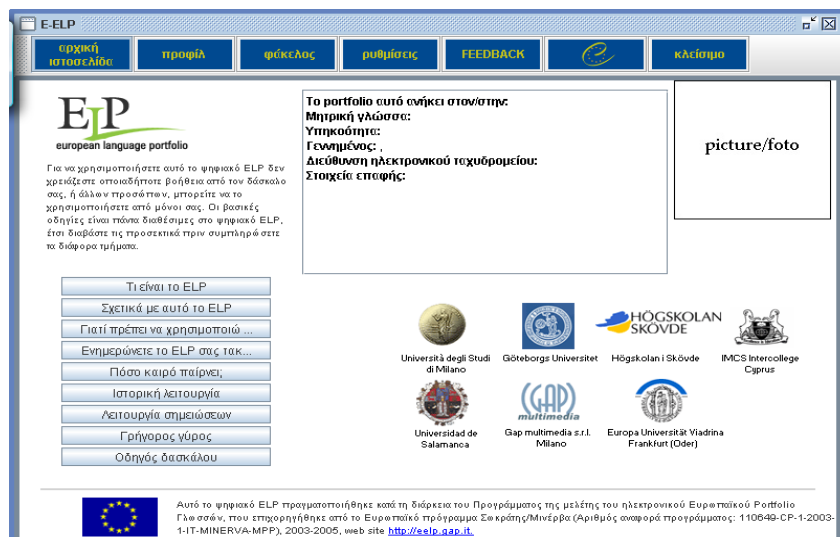 E-ELP
αρχική
ιστοσελίδα
προφίλ
φάκελος
ρυθμίσεις
FEEDBACK
κλείσιμο
ELP
european language portfolio
Για να χρησιμοποιήσετε αυτό το ψηφιακό ELP δεν
χρειάζεστε οποιαδήποτε βοήθεια από τον δάσκαλο
σας, ή άλλων προσώπων, μπορείτε να το
χρησιμοποιήσετε από μόνοι σας. Οι βασικές
οδηγίες είναι πάντα διαθέσιμες στο ψηφιακό ELP,
έτσι διαβάστε τις προσεκτικά πριν συμπληρώσετε
τα διάφορα τμήματα.
Το portfolio αυτό ανήκει στον/στην:
Μητρική γλώσσα:
Υπηκοότητα:
Γεννημένος: ,
Διεύθυνση ηλεκτρονικού ταχυδρομείου:
Στοιχεία επαφής:
picture/foto
Τι είναι το ELP
Σχετικά με αυτό το ELP
Γιατί πρέπει να χρησιμοποιώ ...
Ενημερώνετε το ELP σας τακ...
Πόσο καιρό παίρνει;
Ιστορική λειτουργία
Λειτουργία σημειώσεων
Γρήγορος γύρος
Οδηγός δασκάλου
HÖGSKOLAN
SKÖVDE
Università degli Studi
di Milano
Göteborgs Universitet
Högskolan i Skövde
IMCS Intercollege
Cyprus
(GAP)
multimedia
Universidad de
Salamanca
Gap multimedia s.r.l.
Milano
Europa Universität Viadrina
Frankfurt (Oder)
Αυτό το ψηφιακό ELP πραγματοποιήθηκε κατά τη διάρκεια του Προγράμματος της μελέτης του ηλεκτρονικού Ευρωπαϊκού Portfolio
Γλωσσών, που επιχορηγήθηκε από το Ευρωπαϊκό πρόγραμμα Σωκράτης/Μινέρβα (Αριθμός αναφορά προγράμματος: 110649-CP-1-2003-
1-IT-MINERVA-MPP), 2003-2005, web site http://eelp.gap.it.